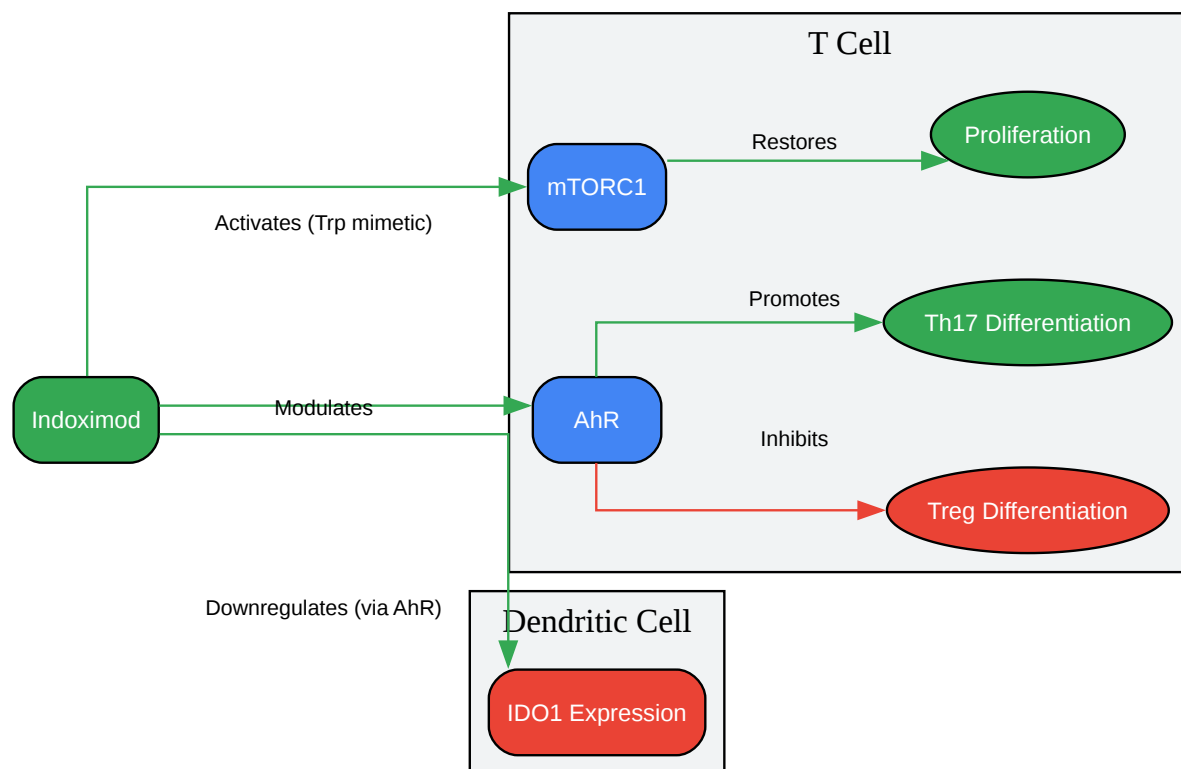 T Cell
Proliferation
Restores
mTORC1
Activates (Trp mimetic)
Promotes
Th17 Differentiation
Indoximod
Modulates
AhR
Inhibits
Treg Differentiation
Downregulates (via AhR)
Dendritic Cell
IDO1 Expression